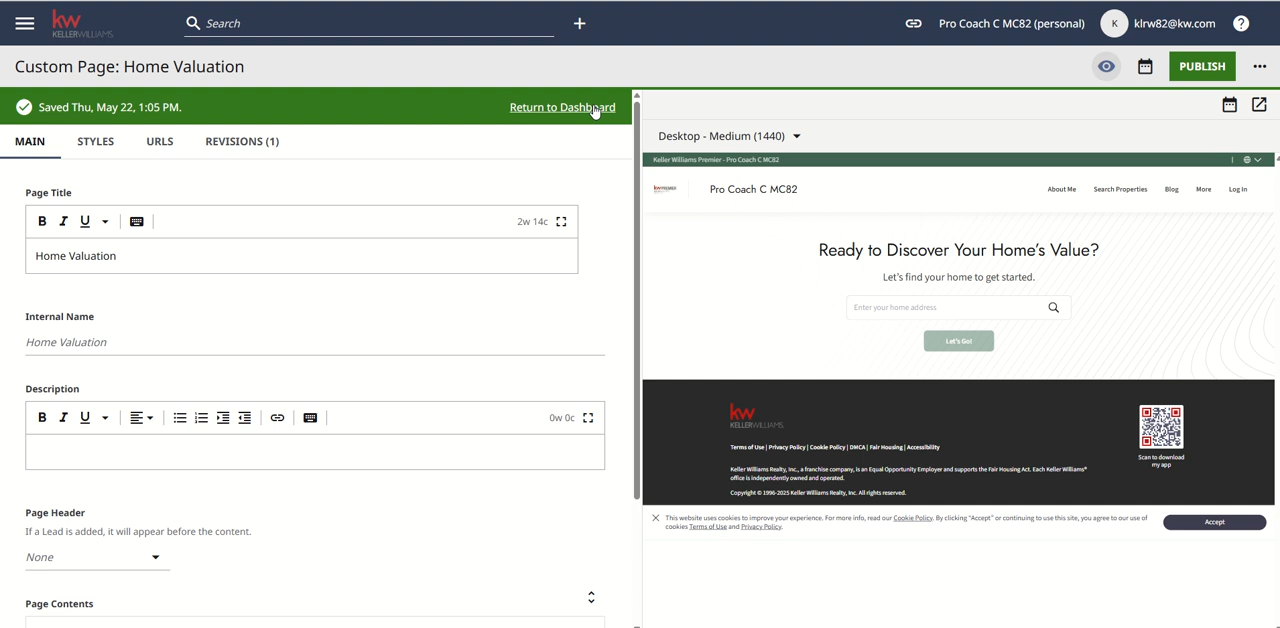 kw
KELLERWILLIAMS.
Search
Pro Coach C MC82 (personal)
K
klrw82@kw.com
?
Custom Page: Home Valuation
PUBLISH
Saved Thu, May 22, 1:05 PM.
Return to Dashboard
MAIN
STYLES
URLS
REVISIONS (1)
Page Title
B I U
2w 14c
Home Valuation
Internal Name
Home Valuation
Description
B I U
0w 0c
Page Header
If a Lead is added, it will appear before the content.
None
Page Contents
Desktop - Medium (1440)
Keller Williams Premier - Pro Coach C MC82
kwPREMIER
Pro Coach C MC82
About Me
Search Properties
Blog
More
Log In
Ready to Discover Your Home's Value?
Let's find your home to get started.
Enter your home address
Let's Go!
kw
KELLERWILLIAMS.
Terms of Use | Privacy Policy | Cookie Policy | DMCA | Fair Housing | Accessibility
Keller Williams Realty, Inc., a franchise company, is an Equal Opportunity Employer and supports the Fair Housing Act. Each Keller Williams®
office is independently owned and operated.
Copyright © 1996-2025 Keller Williams Realty, Inc. All rights reserved.
Scan to download
my app
This website uses cookies to improve your experience. For more info, read our Cookie Policy. By clicking "Accept" or continuing to use this site, you agree to our use of
cookies Terms of Use and Privacy Policy.
Accept